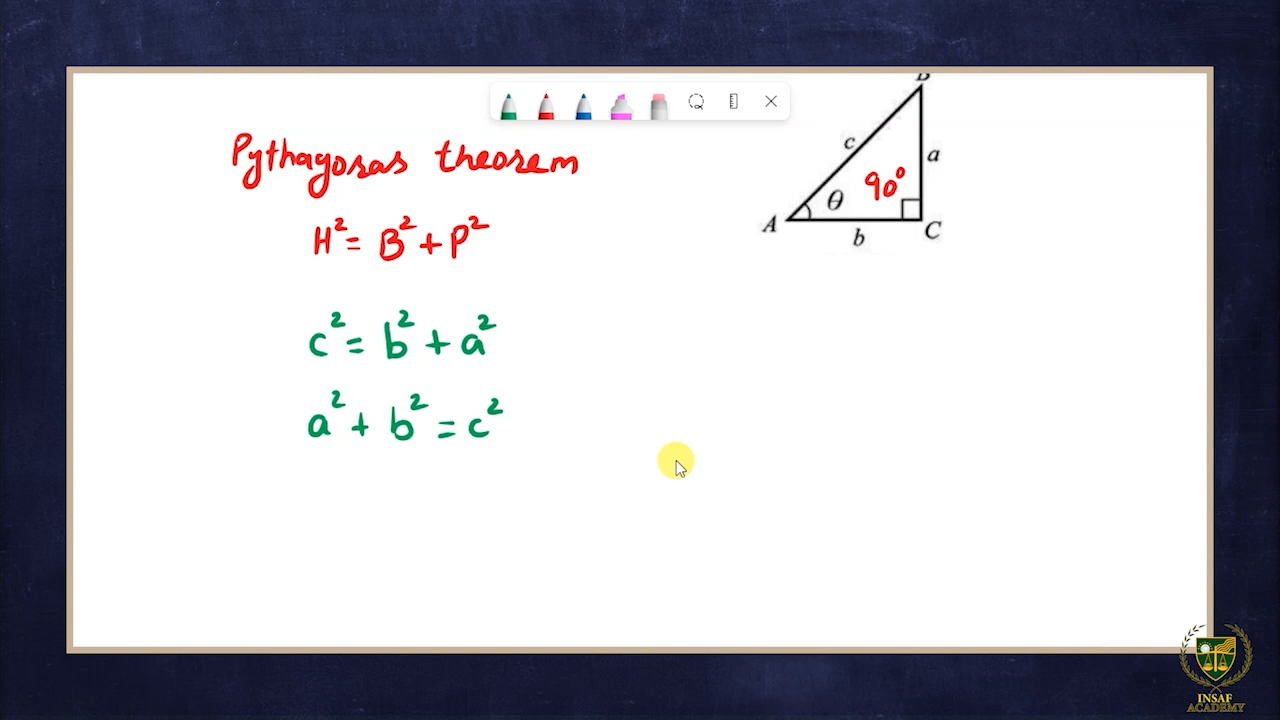 Pythagoras theorem
H² = B² + P²
c² = b² + a²
a² + b² = c²
B
c
a
90°
θ
A
b
C
INSAF
ACADEMY